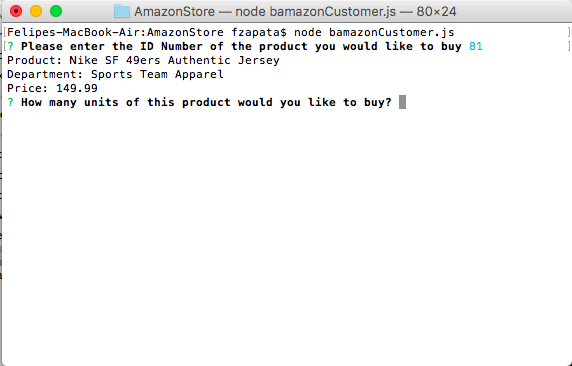 AmazonStore — node bamazonCustomer.js — 80×24
[Felipes-MacBook-Air:AmazonStore fzapata$ node bamazonCustomer.js ]
[? Please enter the ID Number of the product you would like to buy 81 ]
Product: Nike SF 49ers Authentic Jersey
Department: Sports Team Apparel
Price: 149.99
? How many units of this product would you like to buy?